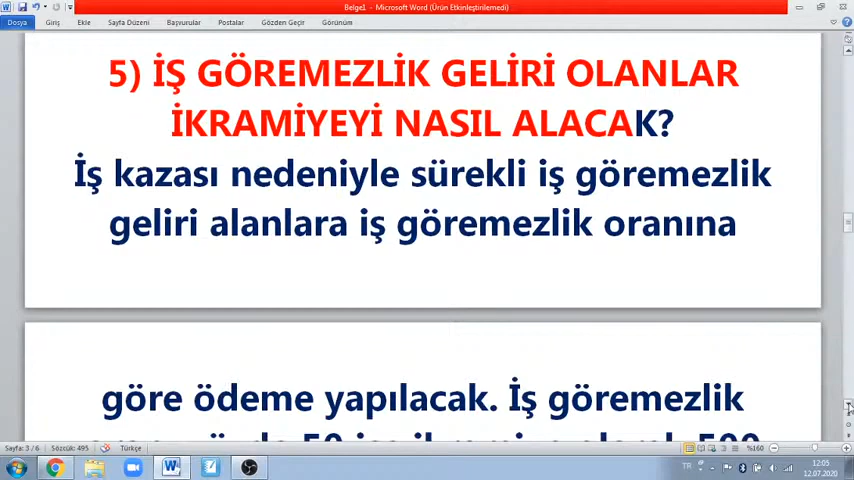 Belge1 - Microsoft Word (Ürün Etkinleştirilemedi)
Dosya Giriş Ekle Sayfa Düzeni Başvurular Postalar Gözden Geçir Görünüm
5) İŞ GÖREMEZLİK GELİRİ OLANLAR
İKRAMİYEYİ NASIL ALACAK?
İş kazası nedeniyle sürekli iş göremezlik
geliri alanlara iş göremezlik oranına
göre ödeme yapılacak. İş göremezlik
Sayfa: 3 / 6 Sözcük: 495 Türkçe %160
TR 12:05
12.07.2020